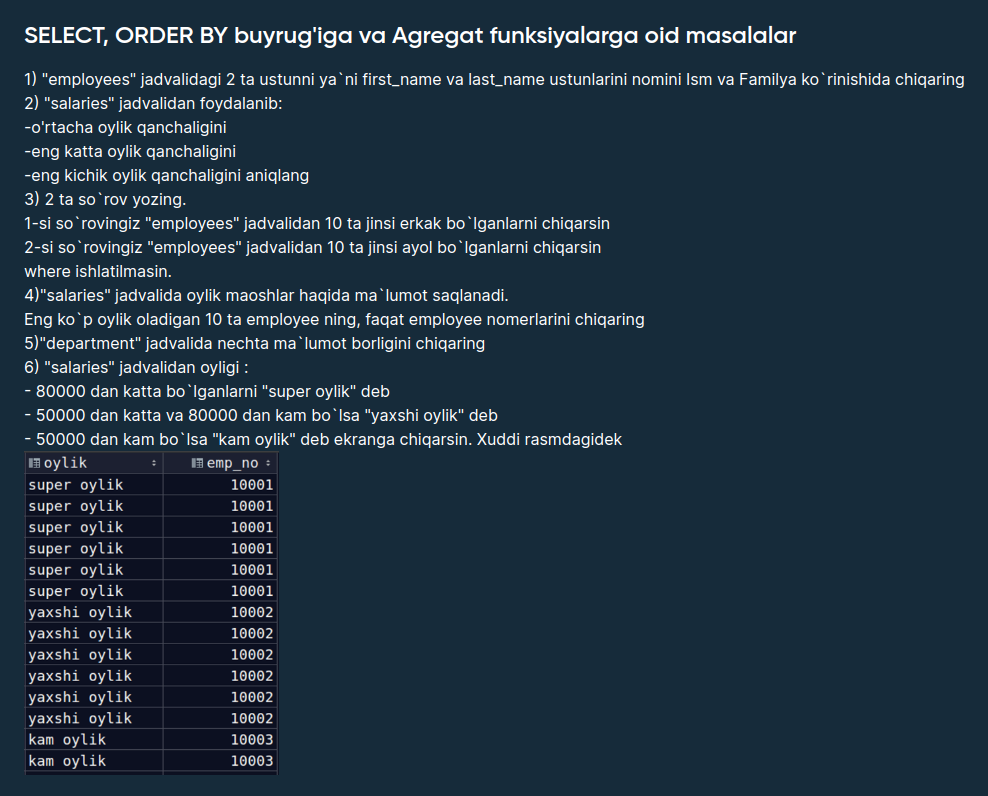 SELECT, ORDER BY buyrug'iga va Agregat funksiyalarga oid masalalar
1) "employees" jadvalidagi 2 ta ustunni ya`ni first_name va last_name ustunlarini nomini Ism va Familya ko`rinishida chiqaring
2) "salaries" jadvalidan foydalanib:
-o'rtacha oylik qanchaligini
-eng katta oylik qanchaligini
-eng kichik oylik qanchaligini aniqlang
3) 2 ta so`rov yozing.
1-si so`rovingiz "employees" jadvalidan 10 ta jinsi erkak bo`lganlarni chiqarsin
2-si so`rovingiz "employees" jadvalidan 10 ta jinsi ayol bo`lganlarni chiqarsin
where ishlatilmasin.
4)"salaries" jadvalida oylik maoshlar haqida ma`lumot saqlanadi.
Eng ko`p oylik oladigan 10 ta employee ning, faqat employee nomerlarini chiqaring
5)"department" jadvalida nechta ma`lumot borligini chiqaring
6) "salaries" jadvalidan oyligi :
- 80000 dan katta bo`lganlarni "super oylik" deb
- 50000 dan katta va 80000 dan kam bo`lsa "yaxshi oylik" deb
- 50000 dan kam bo`lsa "kam oylik" deb ekranga chiqarsin. Xuddi rasmdagidek
oylik emp_no
super oylik 10001
super oylik 10001
super oylik 10001
super oylik 10001
super oylik 10001
super oylik 10001
yaxshi oylik 10002
yaxshi oylik 10002
yaxshi oylik 10002
yaxshi oylik 10002
yaxshi oylik 10002
yaxshi oylik 10002
kam oylik 10003
kam oylik 10003